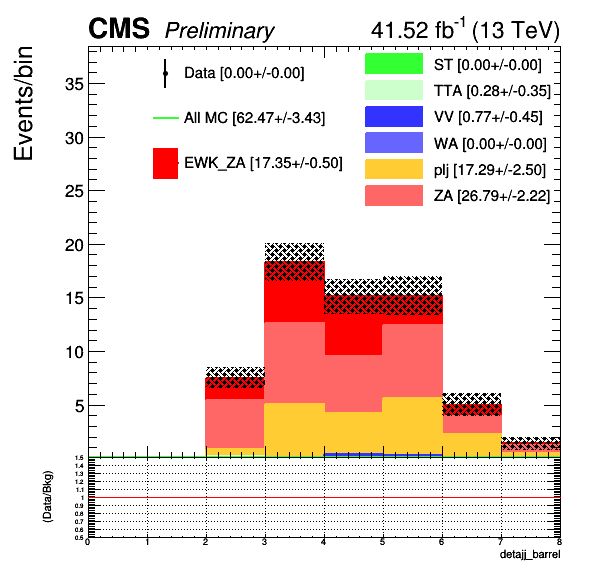 CMS Preliminary 41.52 fb-1 (13 TeV)
Events/bin
Data [0.00+/-0.00]
All MC [62.47+/-3.43]
EWK_ZA [17.35+/-0.50]
ST [0.00+/-0.00]
TTA [0.28+/-0.35]
VV [0.77+/-0.45]
WA [0.00+/-0.00]
plj [17.29+/-2.50]
ZA [26.79+/-2.22]
35
30
25
20
15
10
5
(Data/Bkg)
1.5
1.4
1.3
1.2
1.1
1
0.9
0.8
0.7
0.6
0.5
0 1 2 3 4 5 6 7 8
detajj_barrel